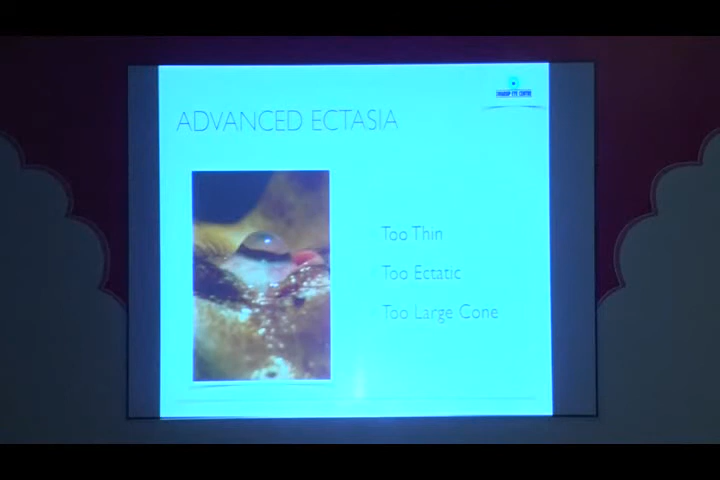 ADVANCED ECTASIA
Too Thin
Too Ectatic
Too Large Cone